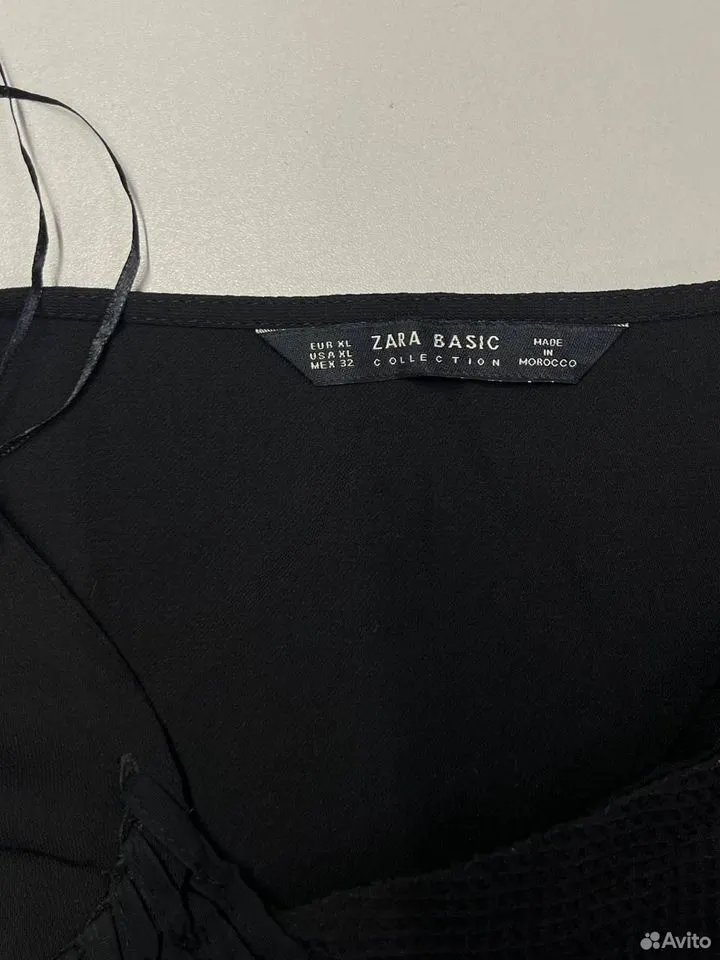 EUR XL
USA XL
MEX 32
ZARA BASIC
COLLECTION
MADE
IN
MOROCCO
Avito